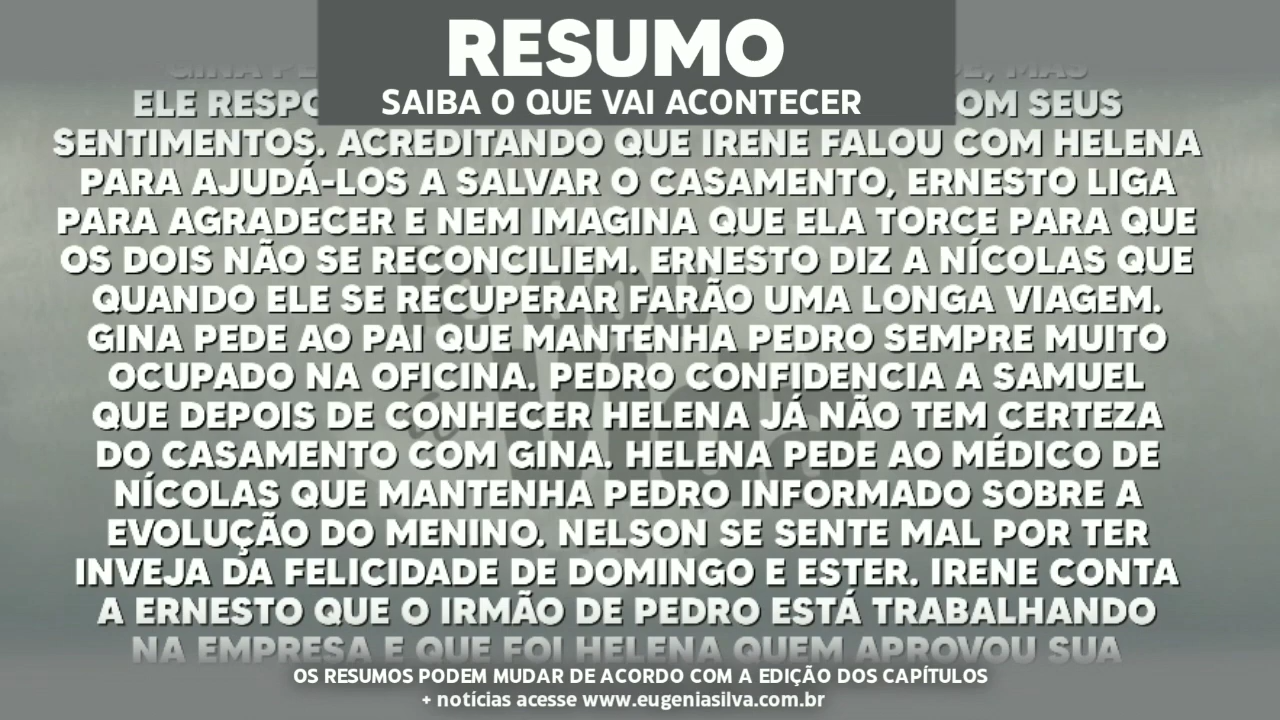 RESUMO
SAIBA O QUE VAI ACONTECER
GINA PE DE, MAS
ELE RESPO OM SEUS
SENTIMENTOS. ACREDITANDO QUE IRENE FALOU COM HELENA
PARA AJUDÁ-LOS A SALVAR O CASAMENTO, ERNESTO LIGA
PARA AGRADECER E NEM IMAGINA QUE ELA TORCE PARA QUE
OS DOIS NÃO SE RECONCILIEM. ERNESTO DIZ A NÍCOLAS QUE
QUANDO ELE SE RECUPERAR FARÃO UMA LONGA VIAGEM.
GINA PEDE AO PAI QUE MANTENHA PEDRO SEMPRE MUITO
OCUPADO NA OFICINA. PEDRO CONFIDENCIA A SAMUEL
QUE DEPOIS DE CONHECER HELENA JÁ NÃO TEM CERTEZA
DO CASAMENTO COM GINA. HELENA PEDE AO MÉDICO DE
NÍCOLAS QUE MANTENHA PEDRO INFORMADO SOBRE A
EVOLUÇÃO DO MENINO. NELSON SE SENTE MAL POR TER
INVEJA DA FELICIDADE DE DOMINGO E ESTER. IRENE CONTA
A ERNESTO QUE O IRMÃO DE PEDRO ESTÁ TRABALHANDO
NA EMPRESA E QUE FOI HELENA QUEM APROVOU SUA
OS RESUMOS PODEM MUDAR DE ACORDO COM A EDIÇÃO DOS CAPÍTULOS
+ notícias acesse www.eugeniasilva.com.br